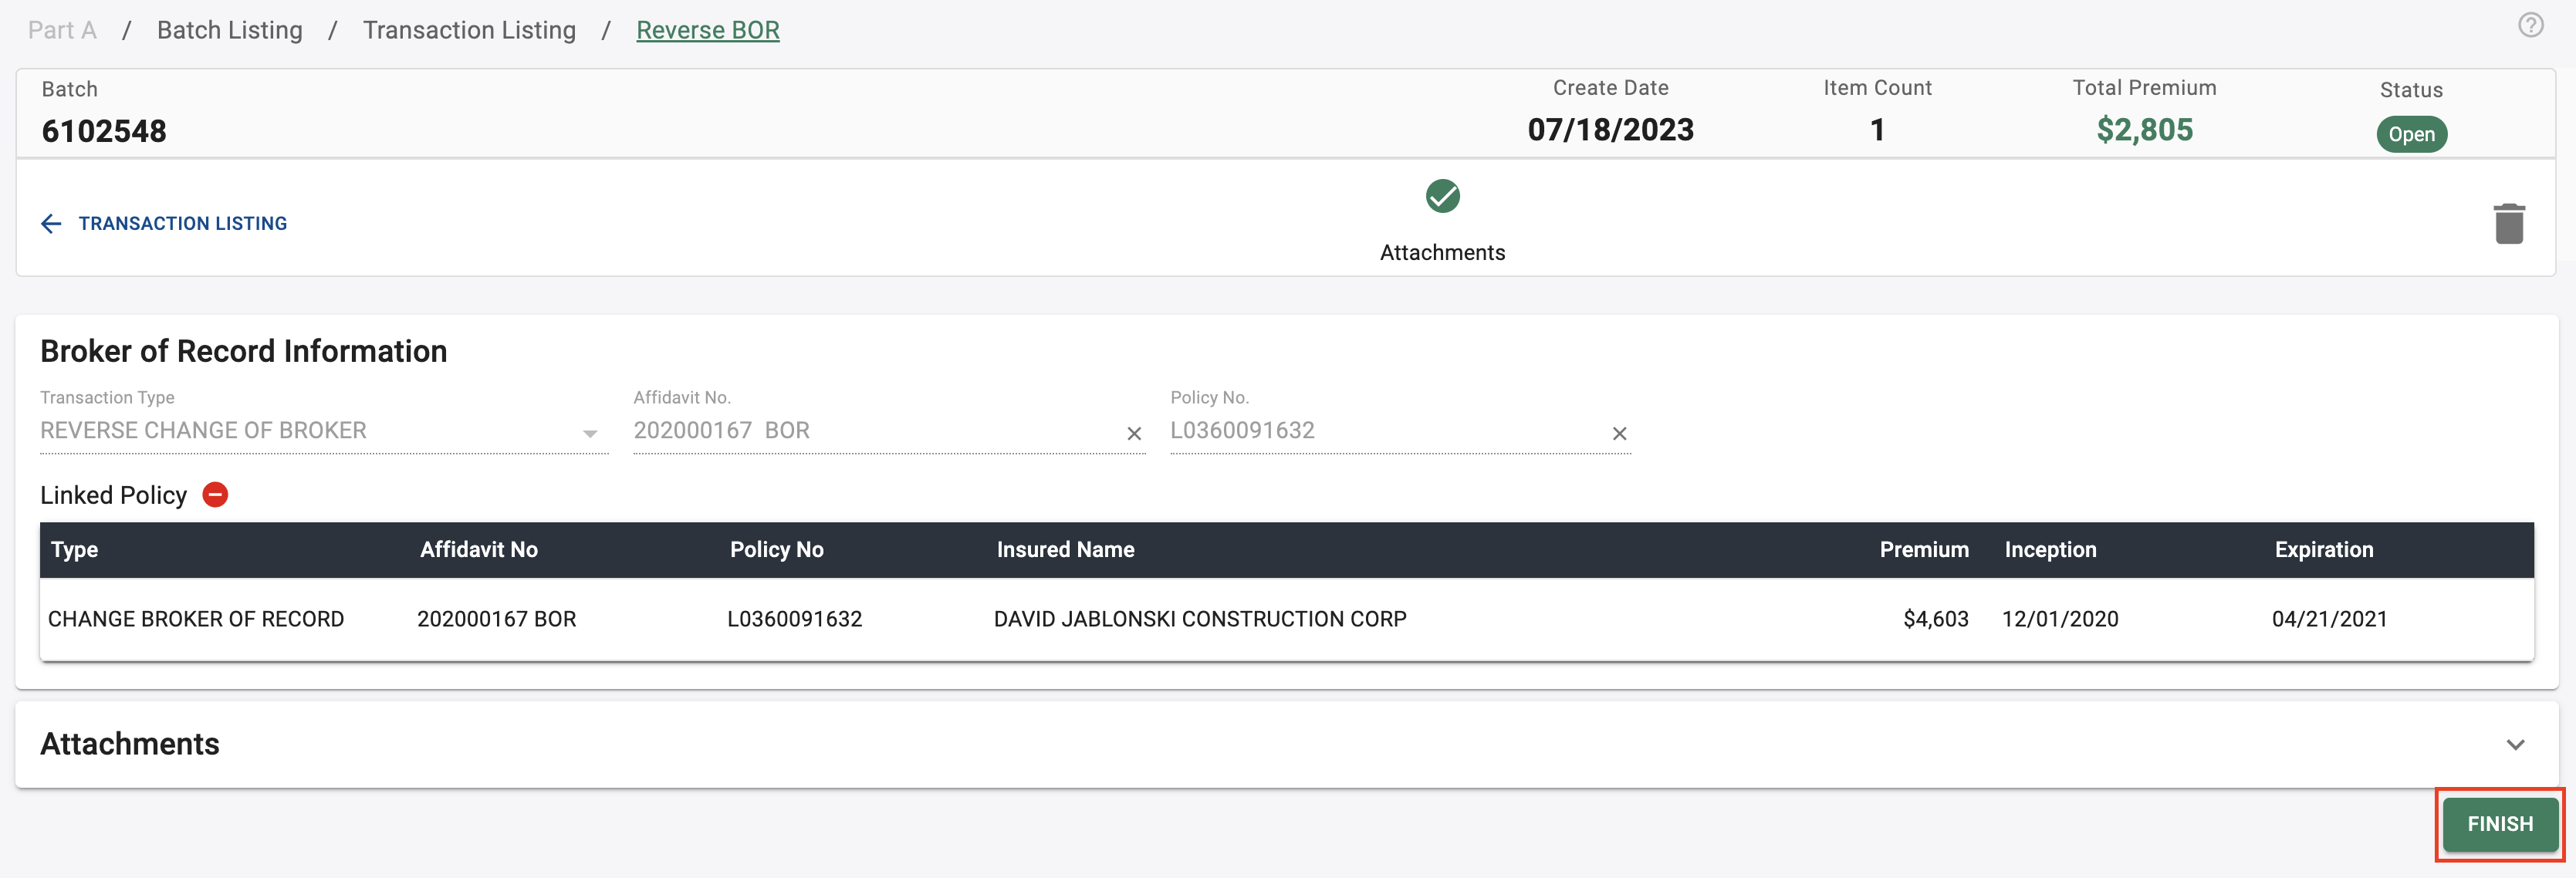 Part A / Batch Listing / Transaction Listing / Reverse BOR
Batch Create Date Item Count Total Premium Status
6102548 07/18/2023 1 $2,805 Open
TRANSACTION LISTING
Attachments
Broker of Record Information
Transaction Type Affidavit No. Policy No.
REVERSE CHANGE OF BROKER 202000167  BOR L0360091632
Linked Policy
Type Affidavit No Policy No Insured Name Premium Inception Expiration
CHANGE BROKER OF RECORD 202000167 BOR L0360091632 DAVID JABLONSKI CONSTRUCTION CORP $4,603 12/01/2020 04/21/2021
Attachments
FINISH